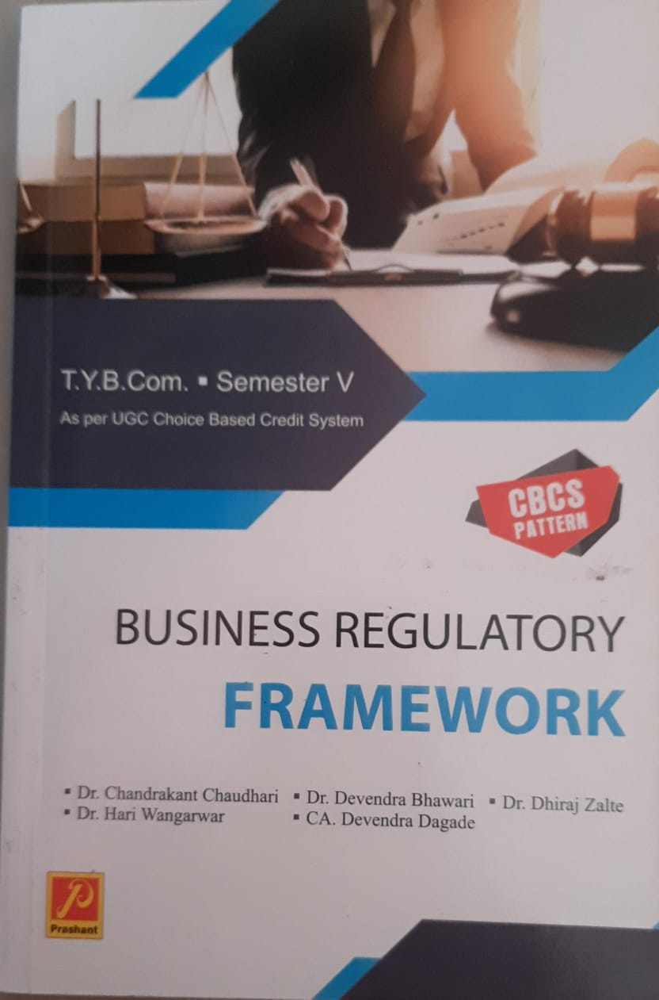 T.Y.B.Com. ▪ Semester V
As per UGC Choice Based Credit System
CBCS
PATTERN
BUSINESS REGULATORY
FRAMEWORK
▪ Dr. Chandrakant Chaudhari ▪ Dr. Devendra Bhawari ▪ Dr. Dhiraj Zalte
▪ Dr. Hari Wangarwar ▪ CA. Devendra Dagade
Prashant